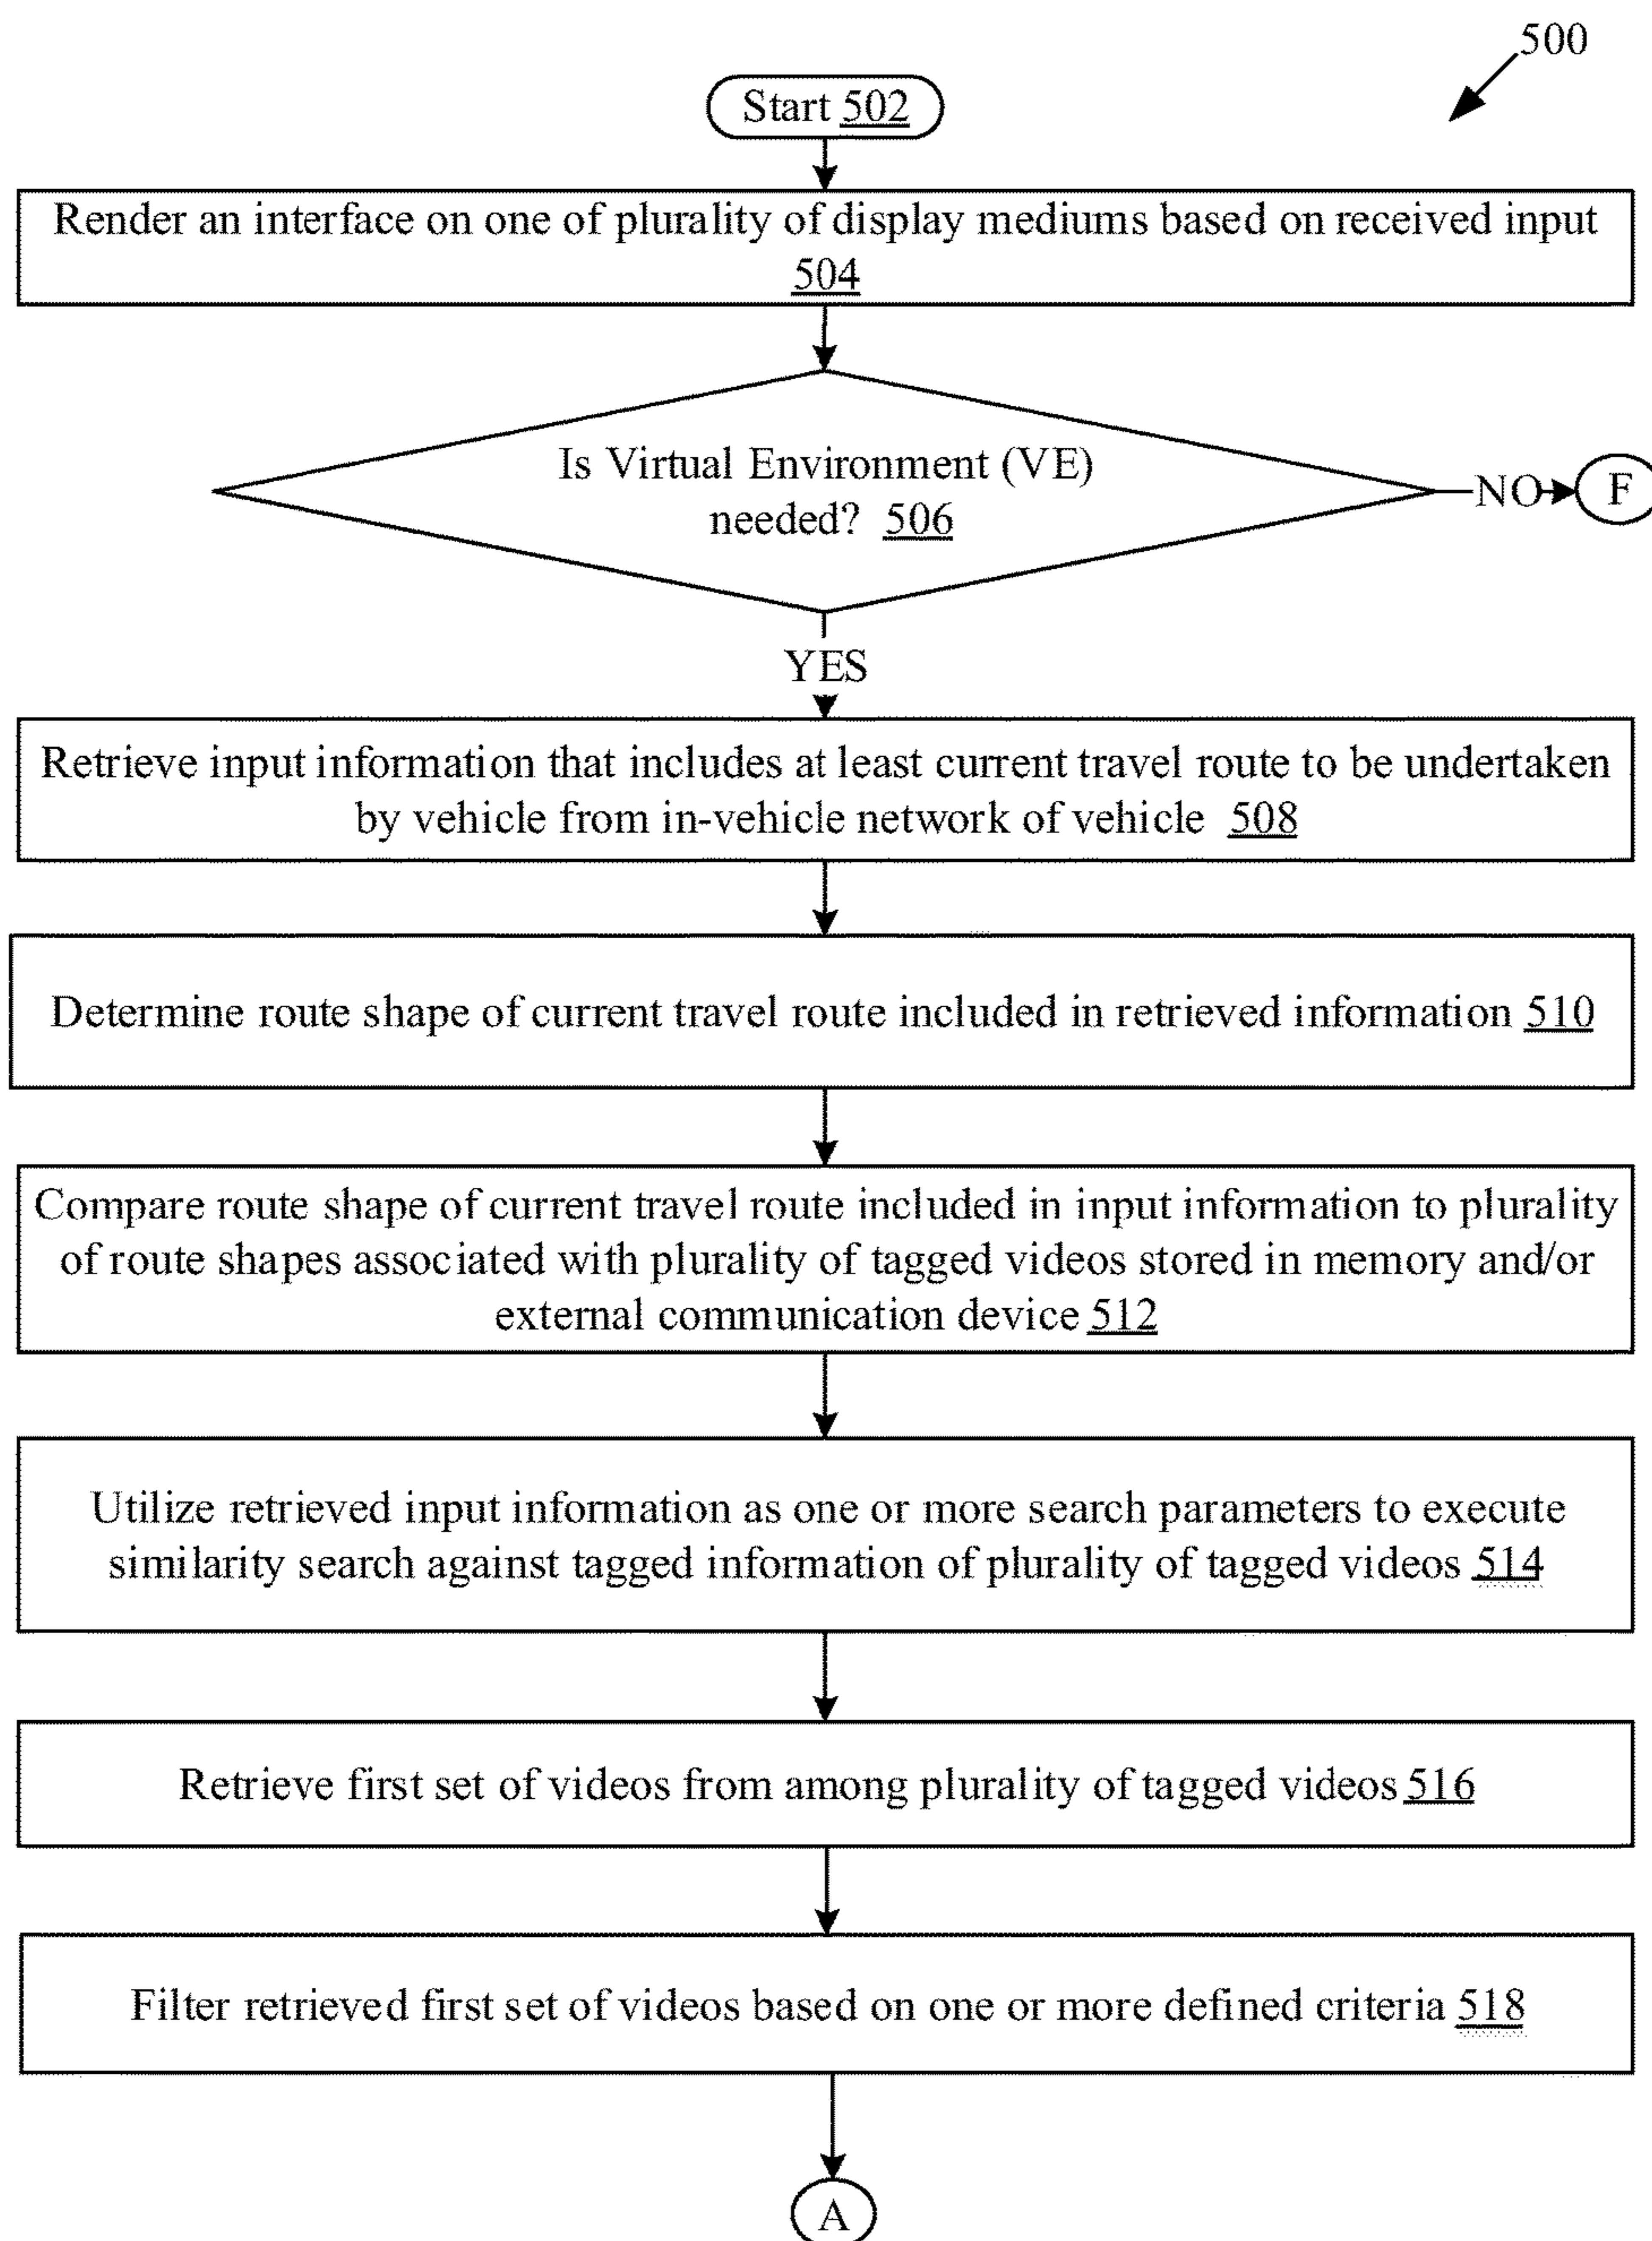 500
Start 502
Render an interface on one of plurality of display mediums based on received input
504
Is Virtual Environment (VE)
needed? 506
NO
F
YES
Retrieve input information that includes at least current travel route to be undertaken
by vehicle from in-vehicle network of vehicle 508
Determine route shape of current travel route included in retrieved information 510
Compare route shape of current travel route included in input information to plurality
of route shapes associated with plurality of tagged videos stored in memory and/or
external communication device 512
Utilize retrieved input information as one or more search parameters to execute
similarity search against tagged information of plurality of tagged videos 514
Retrieve first set of videos from among plurality of tagged videos 516
Filter retrieved first set of videos based on one or more defined criteria 518
A